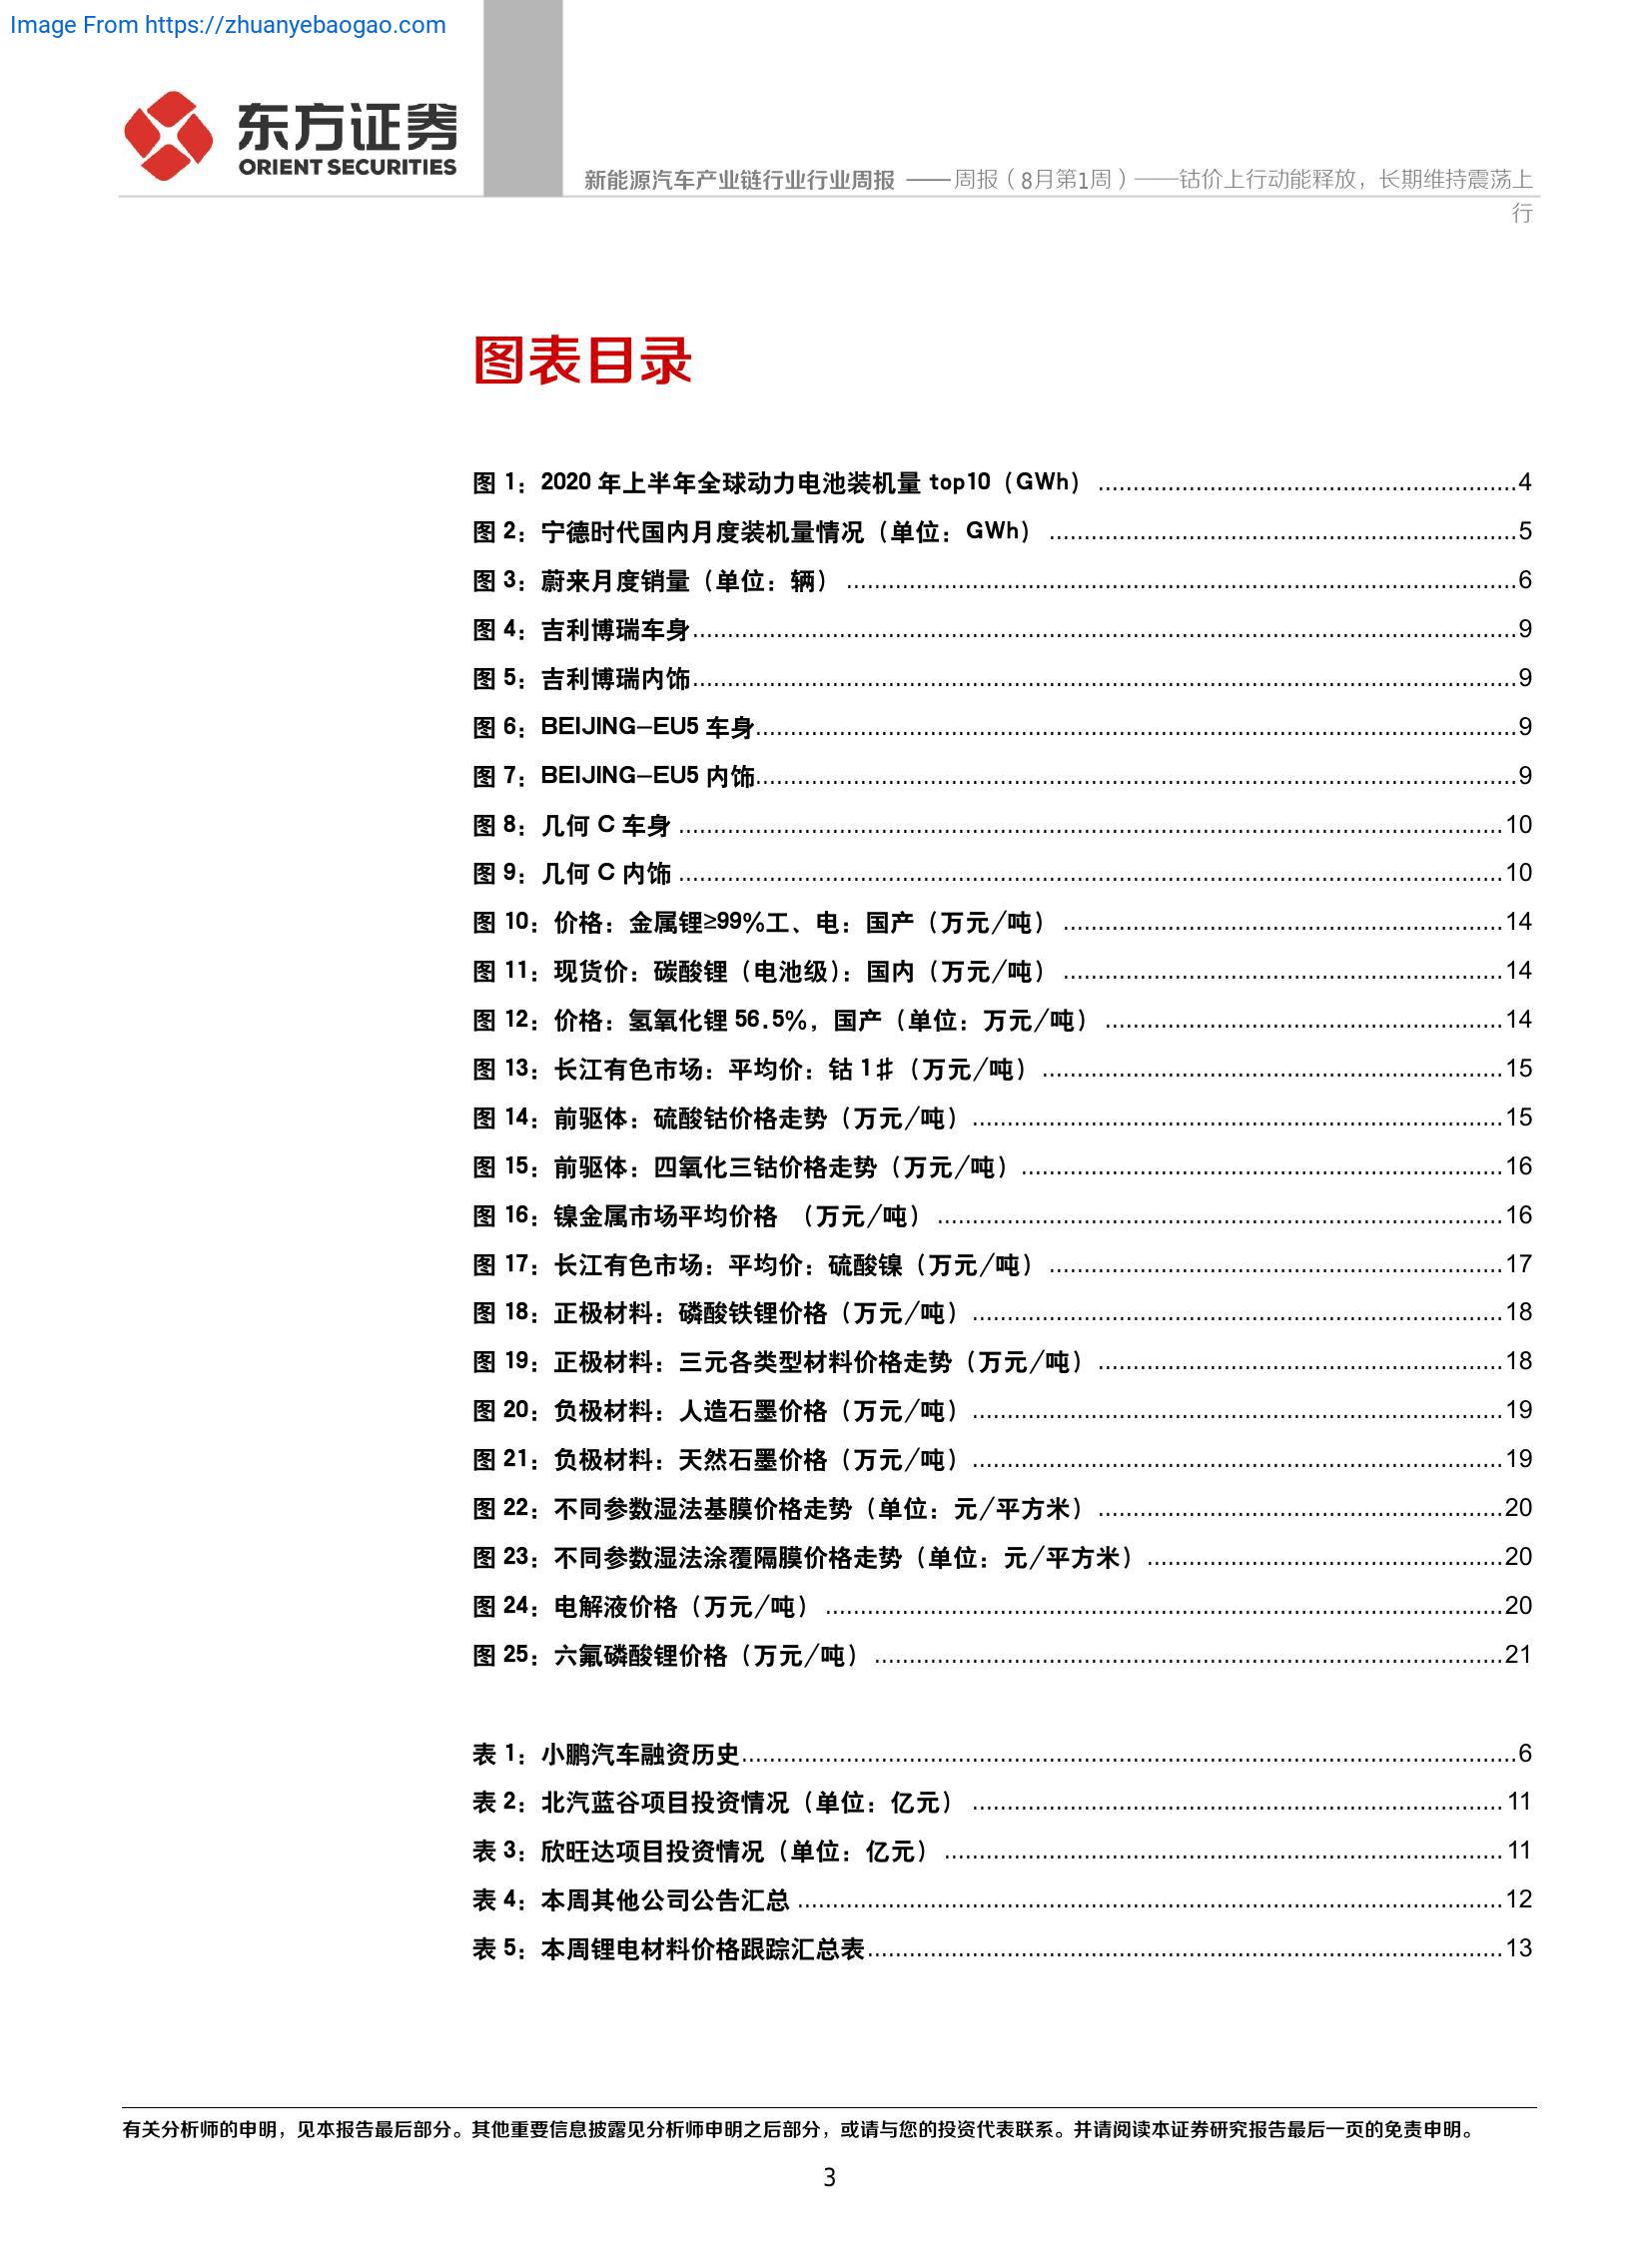 Image From https://zhuanyebaogao.com
东方证券
ORIENT SECURITIES
新能源汽车产业链行业行业周报 ——周报（8月第1周）——钴价上行动能释放，长期维持震荡上
行
图表目录
图 1：2020 年上半年全球动力电池装机量 top10（GWh） ............................................................4
图 2：宁德时代国内月度装机量情况（单位：GWh） ...................................................................5
图 3：蔚来月度销量（单位：辆） ................................................................................................6
图 4：吉利博瑞车身......................................................................................................................9
图 5：吉利博瑞内饰......................................................................................................................9
图 6：BEIJING-EU5 车身.............................................................................................................9
图 7：BEIJING-EU5 内饰.............................................................................................................9
图 8：几何 C 车身 ......................................................................................................................10
图 9：几何 C 内饰 ......................................................................................................................10
图 10：价格：金属锂≥99%工、电：国产（万元/吨） ...............................................................14
图 11：现货价：碳酸锂（电池级）：国内（万元/吨） ...............................................................14
图 12：价格：氢氧化锂 56.5%，国产（单位：万元/吨） .........................................................14
图 13：长江有色市场：平均价：钴 1＃（万元/吨） ..................................................................15
图 14：前驱体：硫酸钴价格走势（万元/吨） ............................................................................15
图 15：前驱体：四氧化三钴价格走势（万元/吨） .....................................................................16
图 16：镍金属市场平均价格 （万元/吨） .................................................................................16
图 17：长江有色市场：平均价：硫酸镍（万元/吨） .................................................................17
图 18：正极材料：磷酸铁锂价格（万元/吨） ............................................................................18
图 19：正极材料：三元各类型材料价格走势（万元/吨） ..........................................................18
图 20：负极材料：人造石墨价格（万元/吨） ............................................................................19
图 21：负极材料：天然石墨价格（万元/吨） ............................................................................19
图 22：不同参数湿法基膜价格走势（单位：元/平方米） ..........................................................20
图 23：不同参数湿法涂覆隔膜价格走势（单位：元/平方米） ...................................................20
图 24：电解液价格（万元/吨） .................................................................................................20
图 25：六氟磷酸锂价格（万元/吨） ..........................................................................................21
表 1：小鹏汽车融资历史...............................................................................................................6
表 2：北汽蓝谷项目投资情况（单位：亿元） ............................................................................11
表 3：欣旺达项目投资情况（单位：亿元） ................................................................................11
表 4：本周其他公司公告汇总 .....................................................................................................12
表 5：本周锂电材料价格跟踪汇总表...........................................................................................13
有关分析师的申明，见本报告最后部分。其他重要信息披露见分析师申明之后部分，或请与您的投资代表联系。并请阅读本证券研究报告最后一页的免责申明。
3